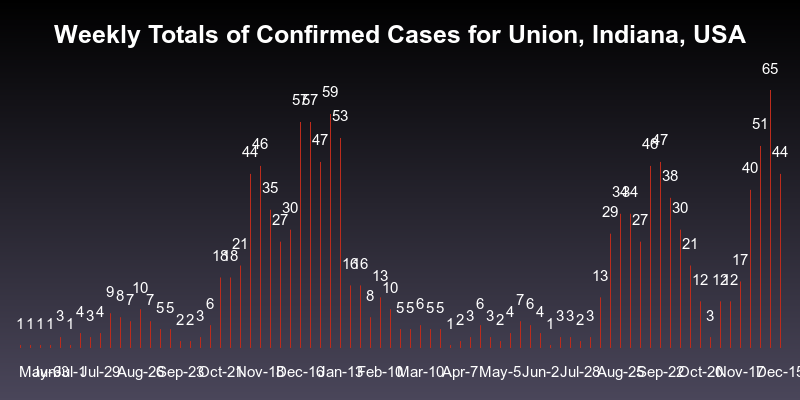 Weekly Totals of Confirmed Cases for Union, Indiana, USA
1 1 1 1 3 1 4 3 4 9 8 7 10 7 5 5 2 2 3 6 18 18 21 44 46 35 27 30 57 57 47 59 53 16 16 8 13 10 5 5 6 5 5 1 2 3 6 3 2 4 7 6 4 1 3 3 2 3 13 29 34 34 27 46 47 38 30 21 12 3 12 12 17 40 51 65 44
Jul-1 Jul-29 Aug-26 Sep-23 Oct-21 Nov-18 Dec-16 Jan-13 Feb-10 Mar-10 Apr-7 May-5 Jun-2 Jul-28 Aug-25 Sep-22 Oct-20 Nov-17 Dec-15